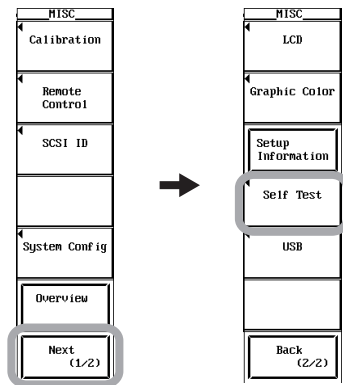 MISC
Calibration
Remote
Control
SCSI ID
System Config
Overview
Next
(1/2)
MISC
LCD
Graphic Color
Setup
Information
Self Test
USB
Back
(2/2)